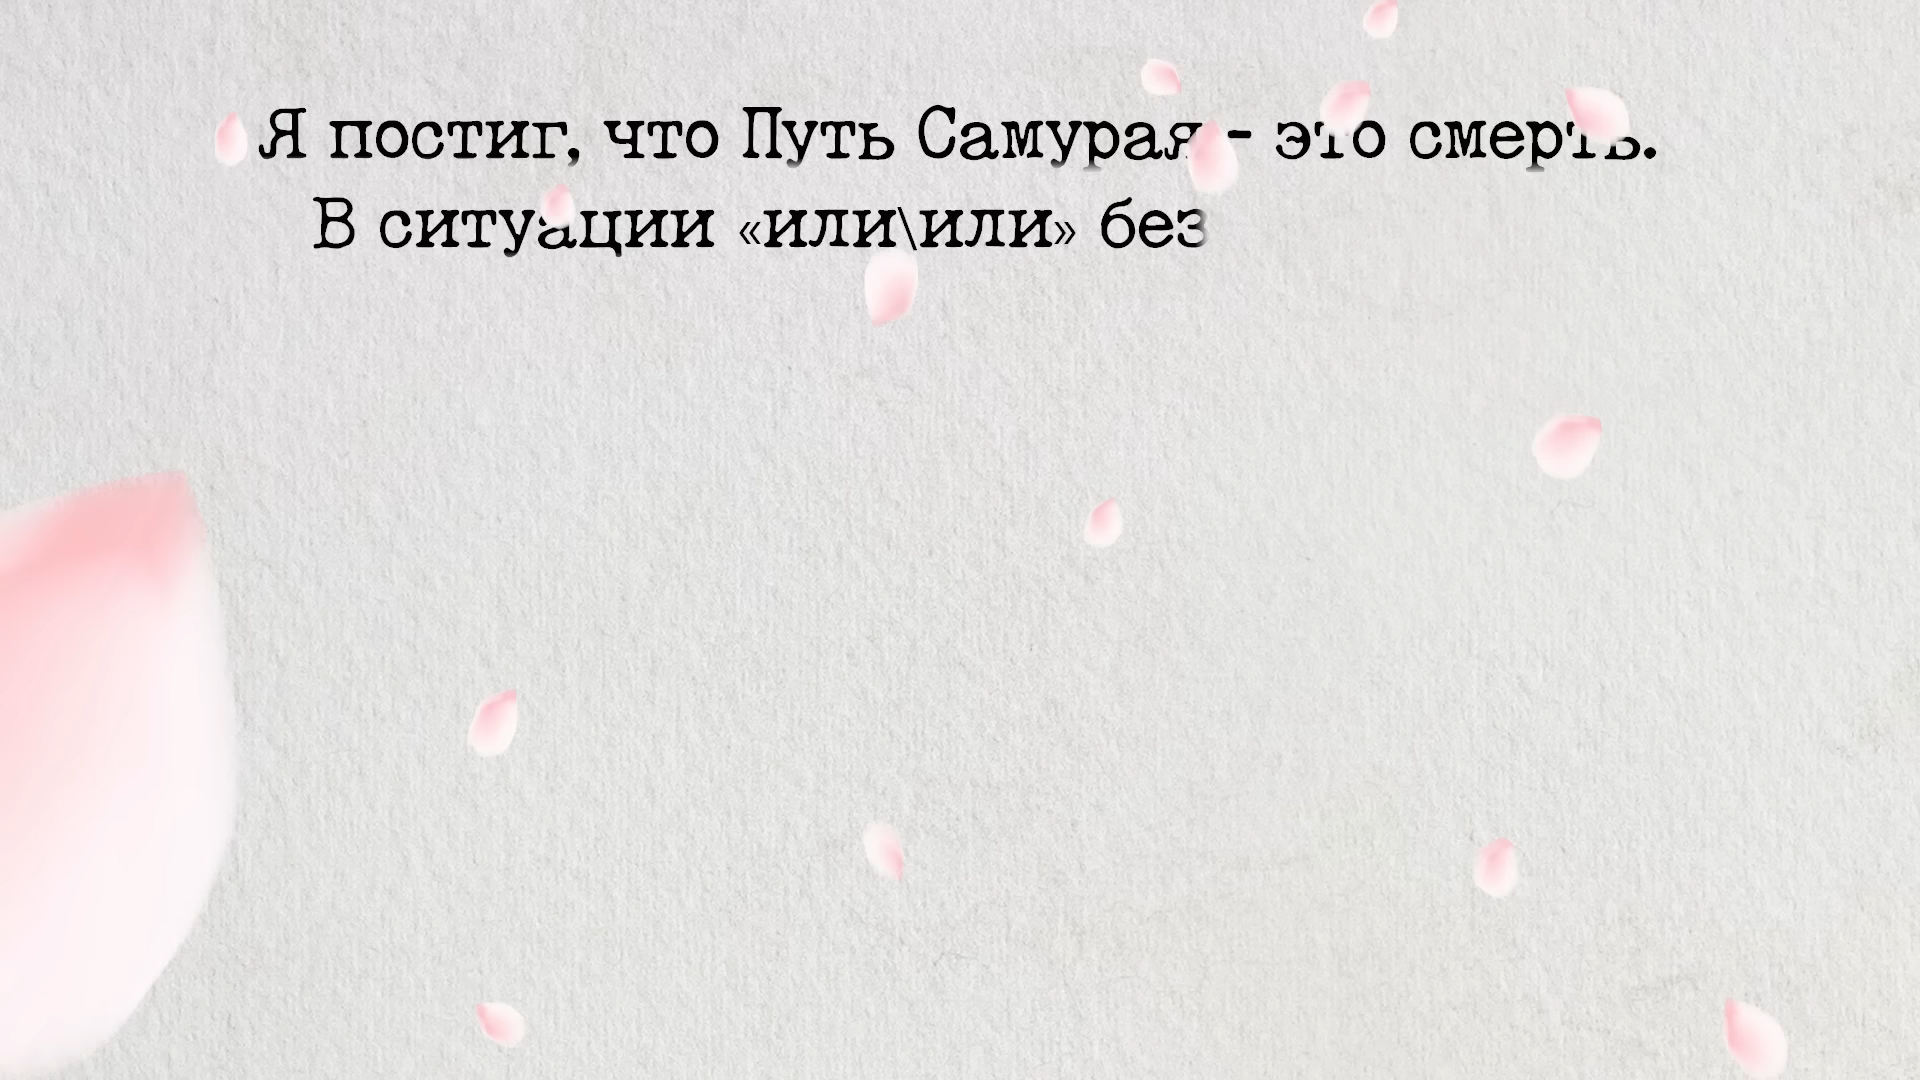 Я постиг, что Путь Самурая - это смерть.
В ситуации «или\или» без